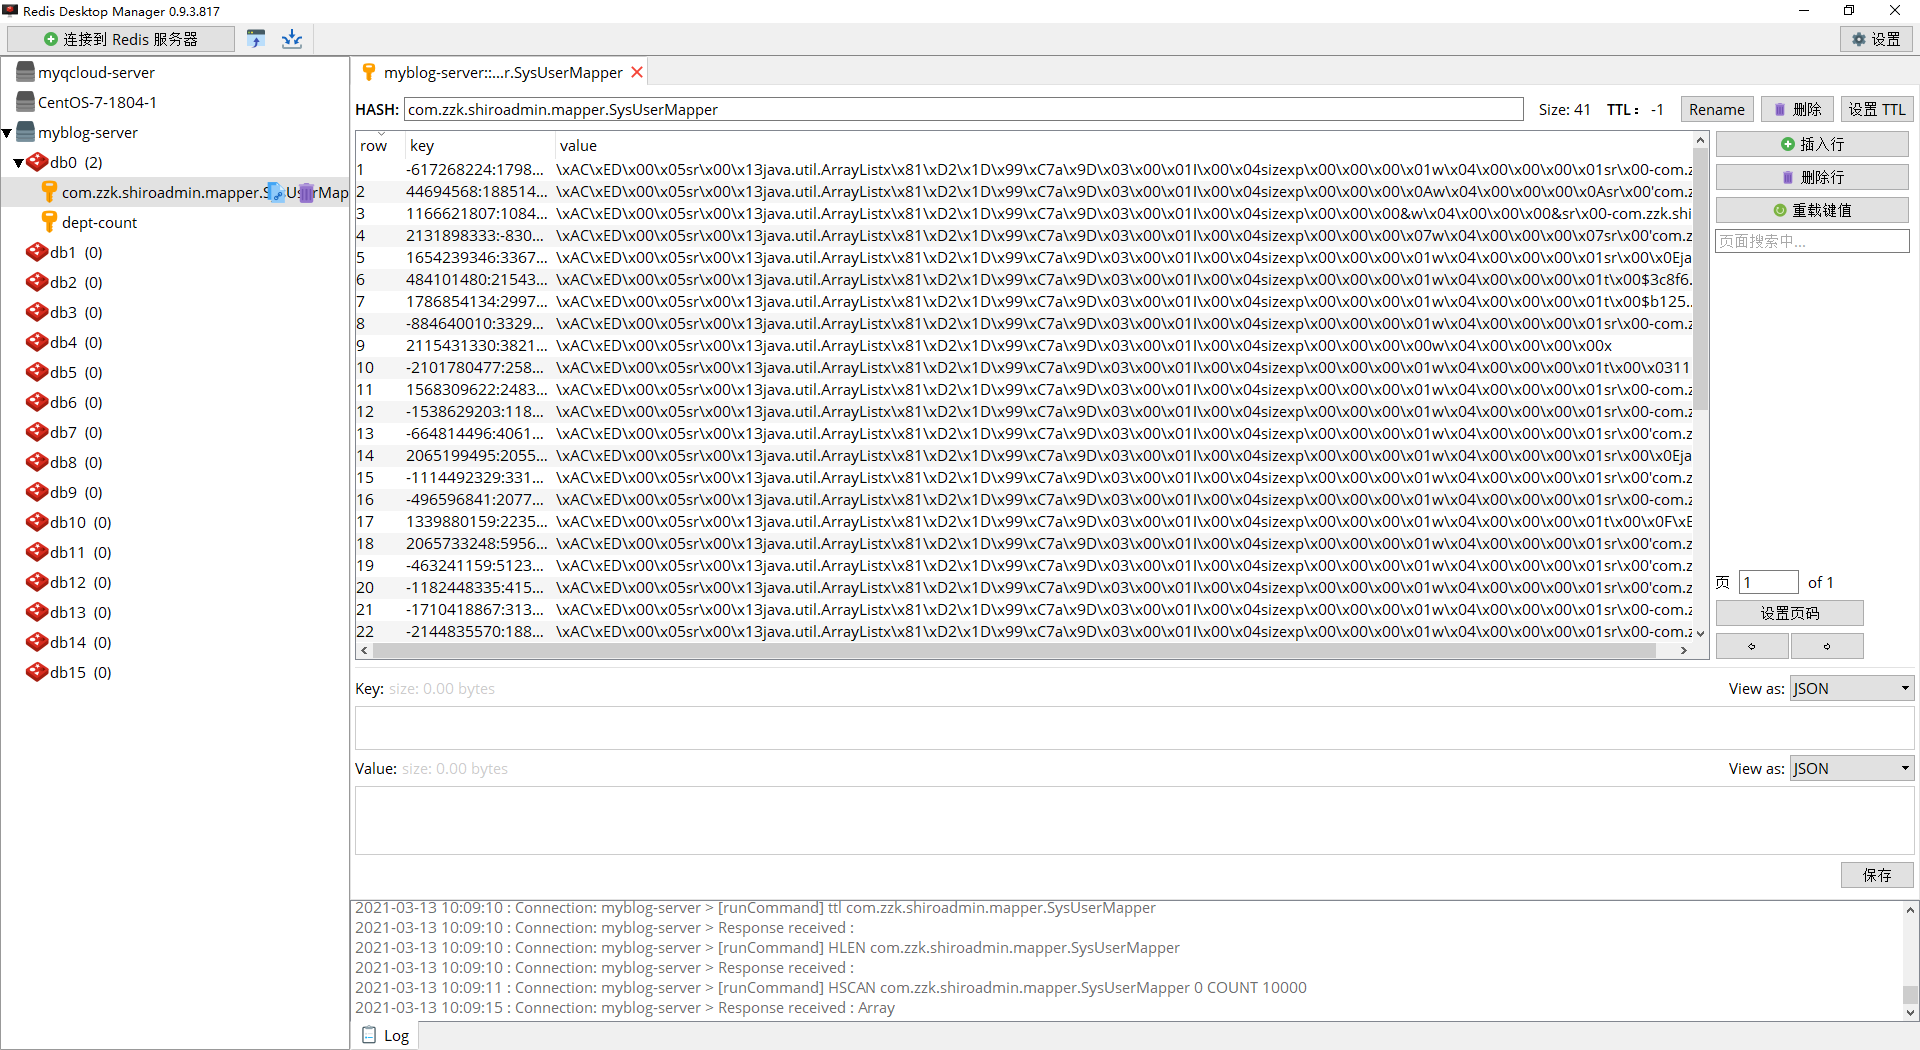 Redis Desktop Manager 0.9.3.817
连接到 Redis 服务器
设置
myqcloud-server
CentOS-7-1804-1
myblog-server
db0 (2)
com.zzk.shiroadmin.mapper.SysUserMap
dept-count
db1 (0)
db2 (0)
db3 (0)
db4 (0)
db5 (0)
db6 (0)
db7 (0)
db8 (0)
db9 (0)
db10 (0)
db11 (0)
db12 (0)
db13 (0)
db14 (0)
db15 (0)
myblog-server::...r.SysUserMapper
HASH: com.zzk.shiroadmin.mapper.SysUserMapper Size: 41 TTL: -1 Rename 删除 设置 TTL
row key value
1 -617268224:1798... \xAC\xED\x00\x05sr\x00\x13java.util.ArrayListx\x81\xD2\x1D\x99\xC7a\x9D\x03\x00\x01I\x00\x04sizexp\x00\x00\x00\x01w\x04\x00\x00\x00\x01sr\x00-com.z
2 44694568:188514... \xAC\xED\x00\x05sr\x00\x13java.util.ArrayListx\x81\xD2\x1D\x99\xC7a\x9D\x03\x00\x01I\x00\x04sizexp\x00\x00\x00\x0Aw\x04\x00\x00\x00\x0Asr\x00'com.z
3 1166621807:1084... \xAC\xED\x00\x05sr\x00\x13java.util.ArrayListx\x81\xD2\x1D\x99\xC7a\x9D\x03\x00\x01I\x00\x04sizexp\x00\x00\x00&w\x04\x00\x00\x00&sr\x00-com.zzk.shi
4 2131898333:-830... \xAC\xED\x00\x05sr\x00\x13java.util.ArrayListx\x81\xD2\x1D\x99\xC7a\x9D\x03\x00\x01I\x00\x04sizexp\x00\x00\x00\x07w\x04\x00\x00\x00\x07sr\x00'com.z
5 1654239346:3367... \xAC\xED\x00\x05sr\x00\x13java.util.ArrayListx\x81\xD2\x1D\x99\xC7a\x9D\x03\x00\x01I\x00\x04sizexp\x00\x00\x00\x01w\x04\x00\x00\x00\x01sr\x00\x0Eja
6 484101480:21543... \xAC\xED\x00\x05sr\x00\x13java.util.ArrayListx\x81\xD2\x1D\x99\xC7a\x9D\x03\x00\x01I\x00\x04sizexp\x00\x00\x00\x01w\x04\x00\x00\x00\x01t\x00$3c8f6..
7 1786854134:2997... \xAC\xED\x00\x05sr\x00\x13java.util.ArrayListx\x81\xD2\x1D\x99\xC7a\x9D\x03\x00\x01I\x00\x04sizexp\x00\x00\x00\x01w\x04\x00\x00\x00\x01t\x00$b125..
8 -884640010:3329... \xAC\xED\x00\x05sr\x00\x13java.util.ArrayListx\x81\xD2\x1D\x99\xC7a\x9D\x03\x00\x01I\x00\x04sizexp\x00\x00\x00\x01w\x04\x00\x00\x00\x01sr\x00-com.z
9 2115431330:3821... \xAC\xED\x00\x05sr\x00\x13java.util.ArrayListx\x81\xD2\x1D\x99\xC7a\x9D\x03\x00\x01I\x00\x04sizexp\x00\x00\x00\x00w\x04\x00\x00\x00\x00x
10 -2101780477:258... \xAC\xED\x00\x05sr\x00\x13java.util.ArrayListx\x81\xD2\x1D\x99\xC7a\x9D\x03\x00\x01I\x00\x04sizexp\x00\x00\x00\x01w\x04\x00\x00\x00\x01t\x00\x0311
11 1568309622:2483... \xAC\xED\x00\x05sr\x00\x13java.util.ArrayListx\x81\xD2\x1D\x99\xC7a\x9D\x03\x00\x01I\x00\x04sizexp\x00\x00\x00\x01w\x04\x00\x00\x00\x01sr\x00-com.z
12 -1538629203:118... \xAC\xED\x00\x05sr\x00\x13java.util.ArrayListx\x81\xD2\x1D\x99\xC7a\x9D\x03\x00\x01I\x00\x04sizexp\x00\x00\x00\x01w\x04\x00\x00\x00\x01sr\x00-com.z
13 -664814496:4061... \xAC\xED\x00\x05sr\x00\x13java.util.ArrayListx\x81\xD2\x1D\x99\xC7a\x9D\x03\x00\x01I\x00\x04sizexp\x00\x00\x00\x01w\x04\x00\x00\x00\x01sr\x00'com.z
14 2065199495:2055... \xAC\xED\x00\x05sr\x00\x13java.util.ArrayListx\x81\xD2\x1D\x99\xC7a\x9D\x03\x00\x01I\x00\x04sizexp\x00\x00\x00\x01w\x04\x00\x00\x00\x01sr\x00\x0Eja
15 -1114492329:331... \xAC\xED\x00\x05sr\x00\x13java.util.ArrayListx\x81\xD2\x1D\x99\xC7a\x9D\x03\x00\x01I\x00\x04sizexp\x00\x00\x00\x01w\x04\x00\x00\x00\x01sr\x00'com.z
16 -496596841:2077... \xAC\xED\x00\x05sr\x00\x13java.util.ArrayListx\x81\xD2\x1D\x99\xC7a\x9D\x03\x00\x01I\x00\x04sizexp\x00\x00\x00\x01w\x04\x00\x00\x00\x01sr\x00-com.z
17 1339880159:2235... \xAC\xED\x00\x05sr\x00\x13java.util.ArrayListx\x81\xD2\x1D\x99\xC7a\x9D\x03\x00\x01I\x00\x04sizexp\x00\x00\x00\x01w\x04\x00\x00\x00\x01t\x00\x0F\xE
18 2065733248:5956... \xAC\xED\x00\x05sr\x00\x13java.util.ArrayListx\x81\xD2\x1D\x99\xC7a\x9D\x03\x00\x01I\x00\x04sizexp\x00\x00\x00\x01w\x04\x00\x00\x00\x01sr\x00'com.z
19 -463241159:5123... \xAC\xED\x00\x05sr\x00\x13java.util.ArrayListx\x81\xD2\x1D\x99\xC7a\x9D\x03\x00\x01I\x00\x04sizexp\x00\x00\x00\x01w\x04\x00\x00\x00\x01sr\x00'com.z
20 -1182448335:415... \xAC\xED\x00\x05sr\x00\x13java.util.ArrayListx\x81\xD2\x1D\x99\xC7a\x9D\x03\x00\x01I\x00\x04sizexp\x00\x00\x00\x01w\x04\x00\x00\x00\x01sr\x00'com.z
21 -1710418867:313... \xAC\xED\x00\x05sr\x00\x13java.util.ArrayListx\x81\xD2\x1D\x99\xC7a\x9D\x03\x00\x01I\x00\x04sizexp\x00\x00\x00\x01w\x04\x00\x00\x00\x01sr\x00-com.z
22 -2144835570:188... \xAC\xED\x00\x05sr\x00\x13java.util.ArrayListx\x81\xD2\x1D\x99\xC7a\x9D\x03\x00\x01I\x00\x04sizexp\x00\x00\x00\x01w\x04\x00\x00\x00\x01sr\x00-com.z
插入行
删除行
重载键值
页面搜索中...
页 1 of 1
设置页码
Key: size: 0.00 bytes View as: JSON
Value: size: 0.00 bytes View as: JSON
保存
2021-03-13 10:09:10 : Connection: myblog-server > [runCommand] ttl com.zzk.shiroadmin.mapper.SysUserMapper
2021-03-13 10:09:10 : Connection: myblog-server > Response received :
2021-03-13 10:09:10 : Connection: myblog-server > [runCommand] HLEN com.zzk.shiroadmin.mapper.SysUserMapper
2021-03-13 10:09:10 : Connection: myblog-server > Response received :
2021-03-13 10:09:11 : Connection: myblog-server > [runCommand] HSCAN com.zzk.shiroadmin.mapper.SysUserMapper 0 COUNT 10000
2021-03-13 10:09:15 : Connection: myblog-server > Response received : Array
Log